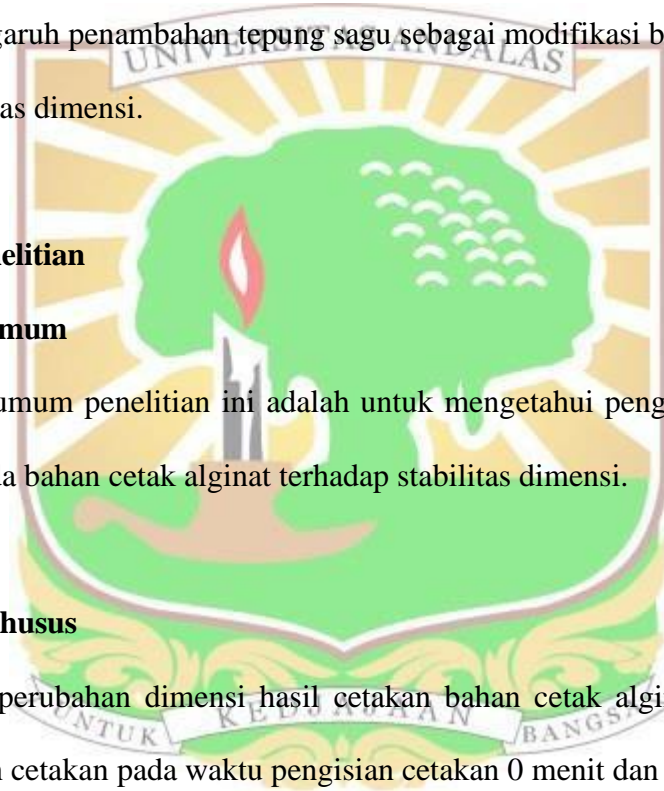 garuh penambahan tepung sagu sebagai modifikasi b
UNIVERSITAS ANDALAS
as dimensi.
elitian
mum
umum penelitian ini adalah untuk mengetahui peng
a bahan cetak alginat terhadap stabilitas dimensi.
husus
perubahan dimensi hasil cetakan bahan cetak algi
UNTUK KEDJAJAAN BANGSA
cetakan pada waktu pengisian cetakan 0 menit dan